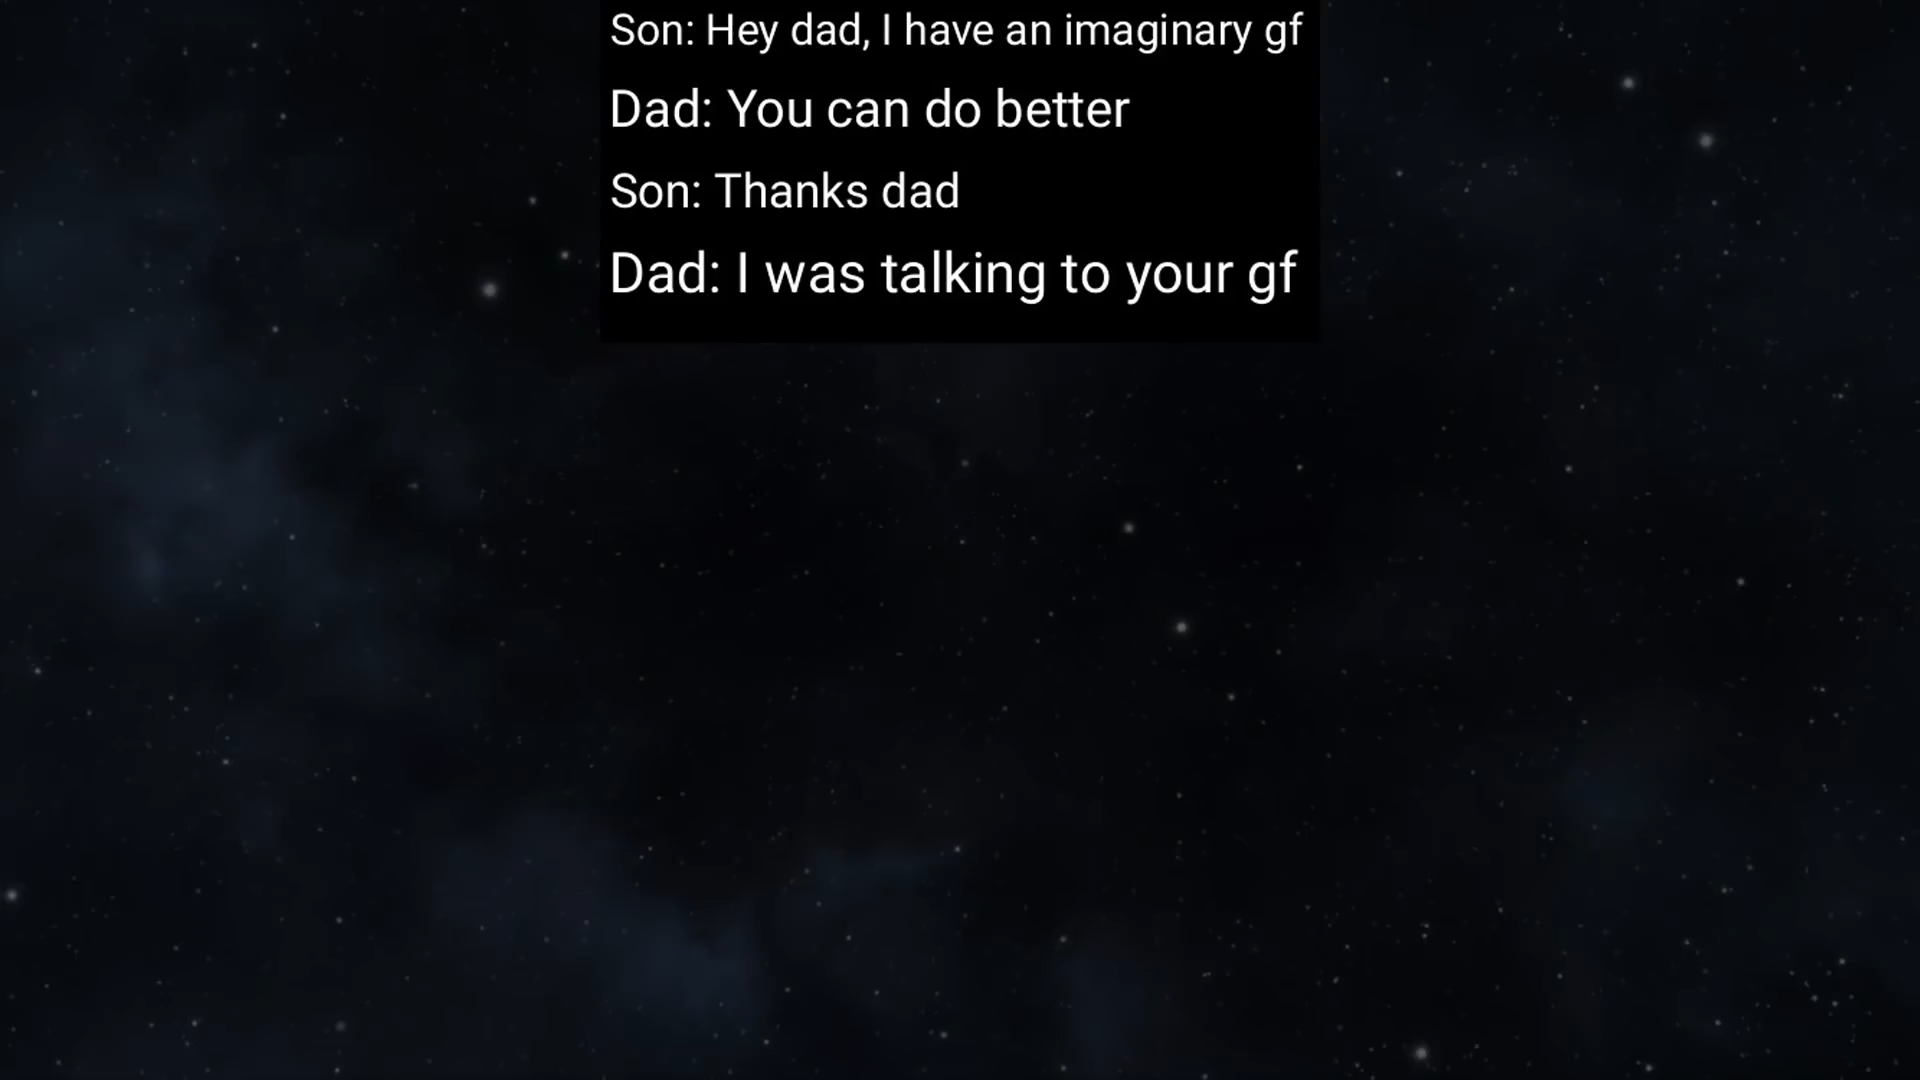 Son: Hey dad, I have an imaginary gf
Dad: You can do better
Son: Thanks dad
Dad: I was talking to your gf